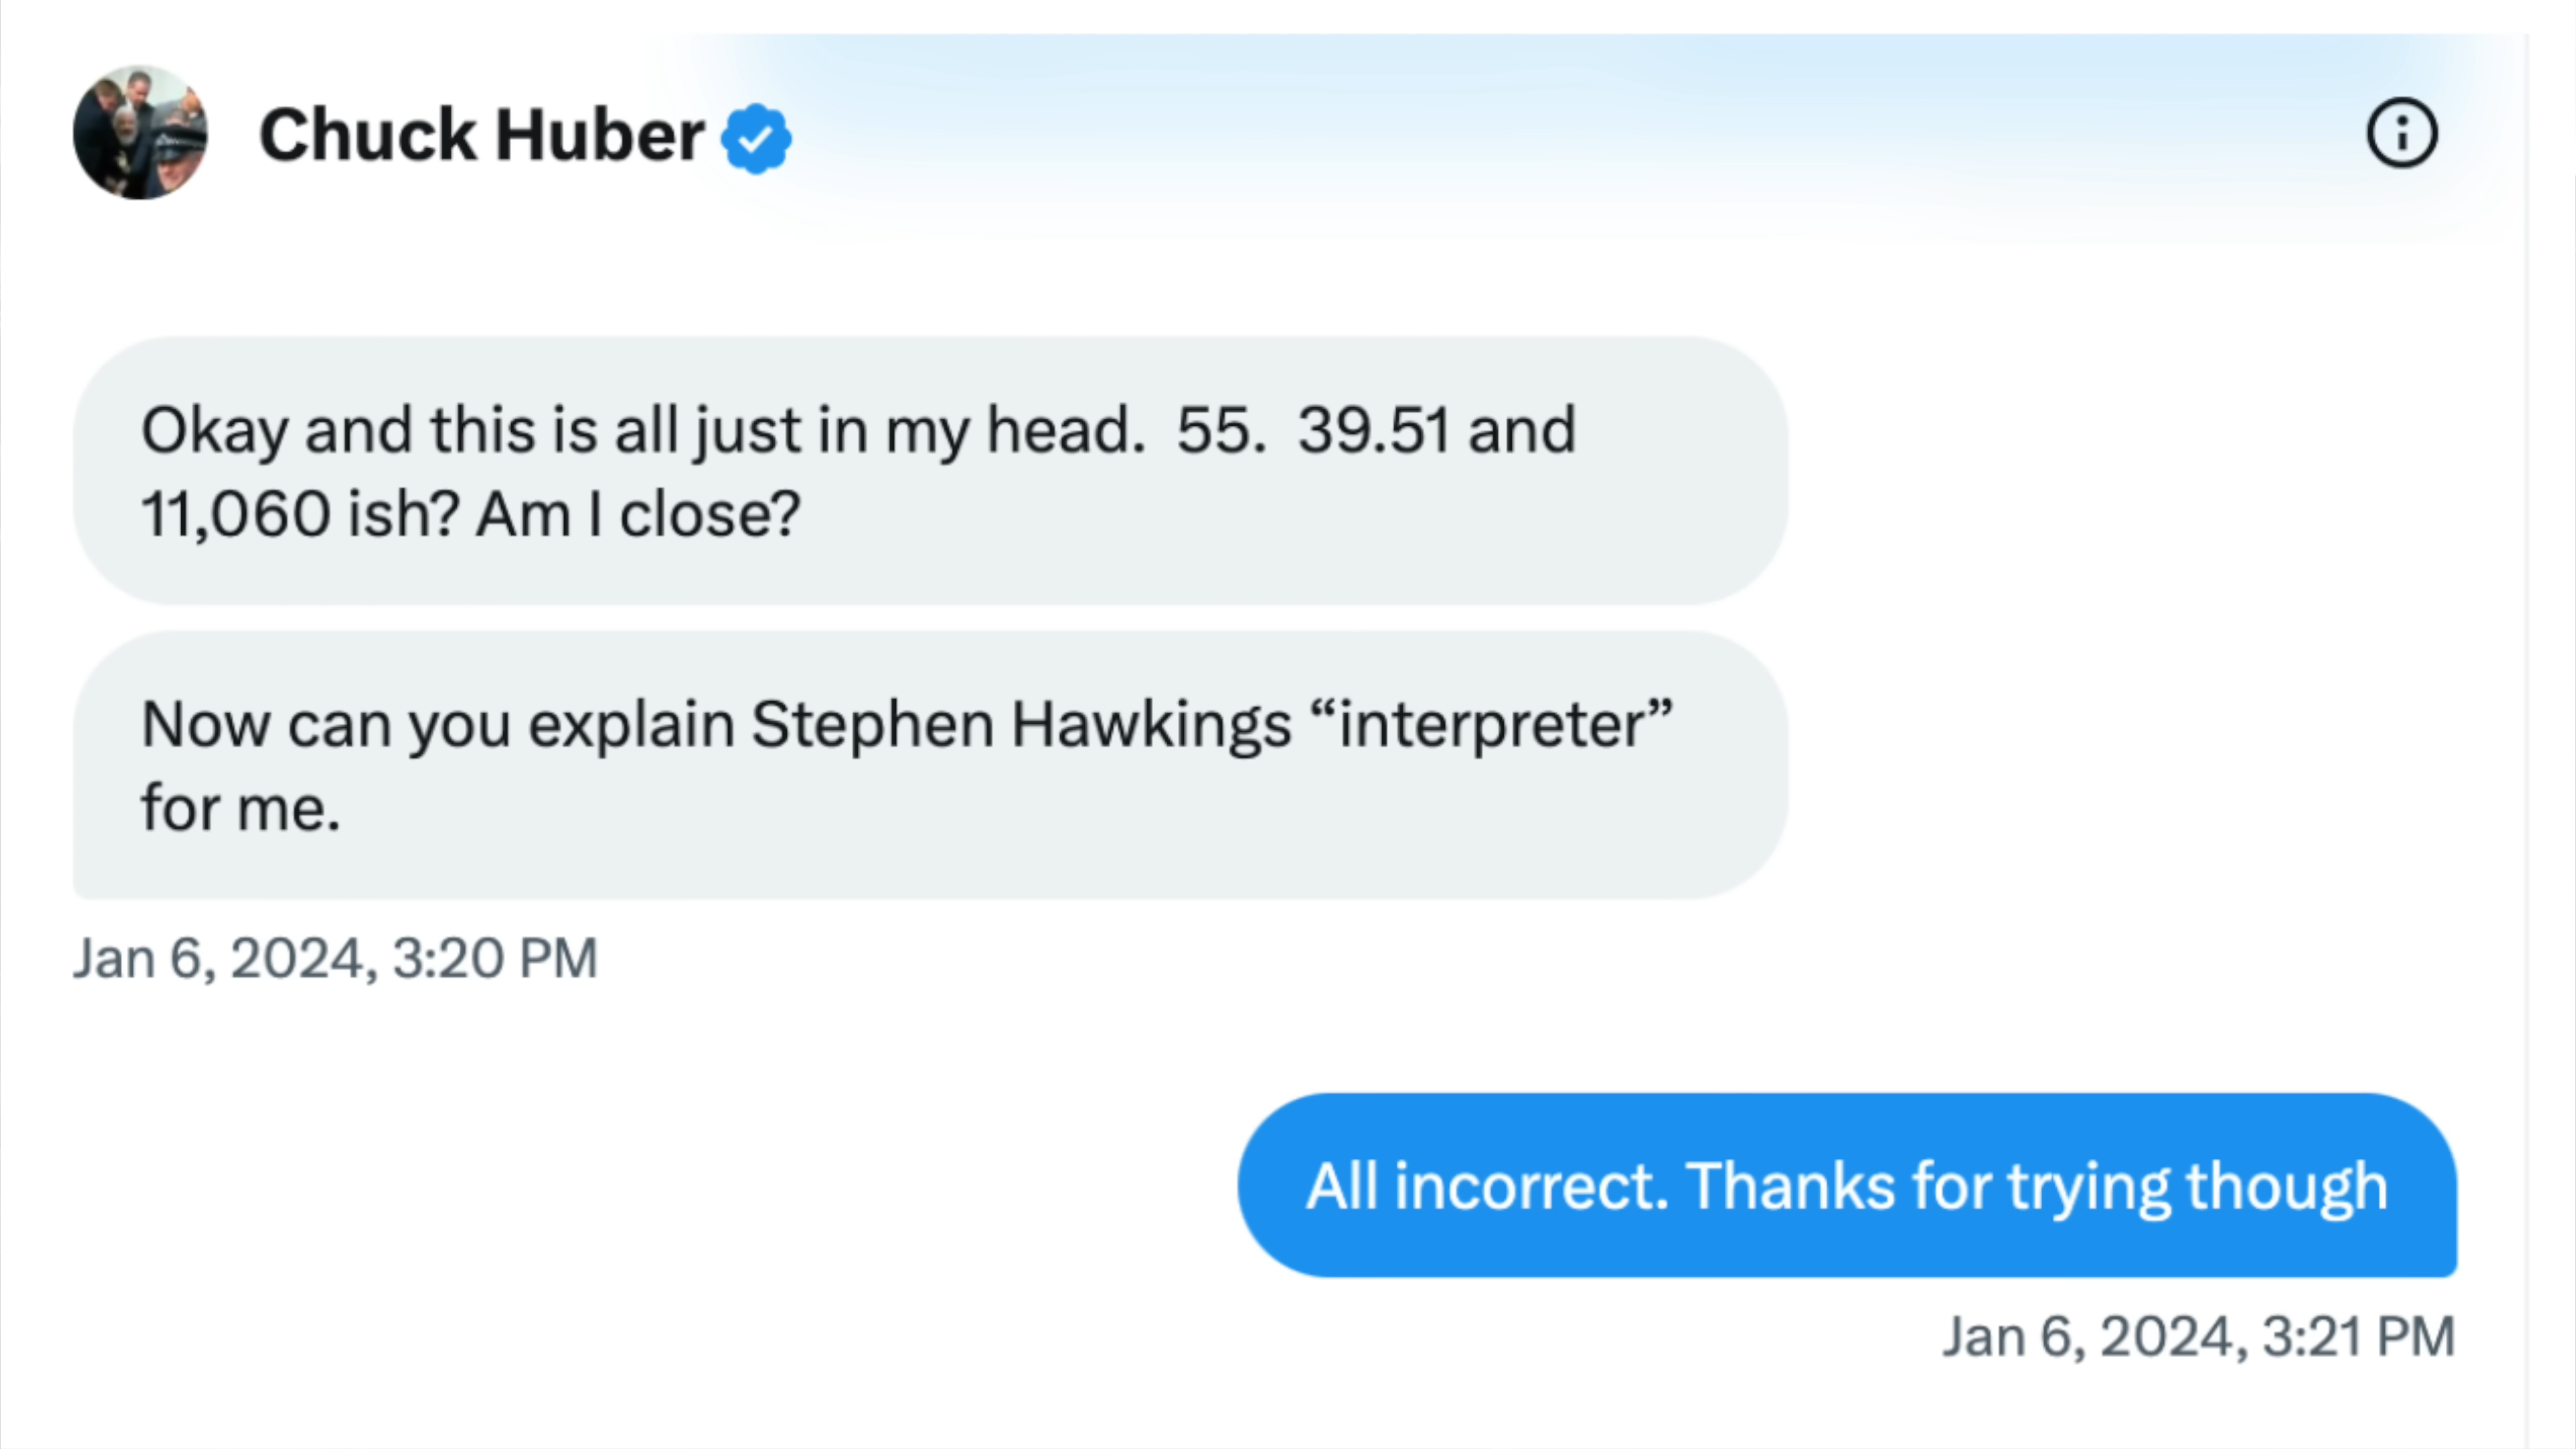 Chuck Huber
Okay and this is all just in my head.  55.  39.51 and
11,060 ish? Am I close?
Now can you explain Stephen Hawkings “interpreter”
for me.
Jan 6, 2024, 3:20 PM
All incorrect. Thanks for trying though
Jan 6, 2024, 3:21 PM